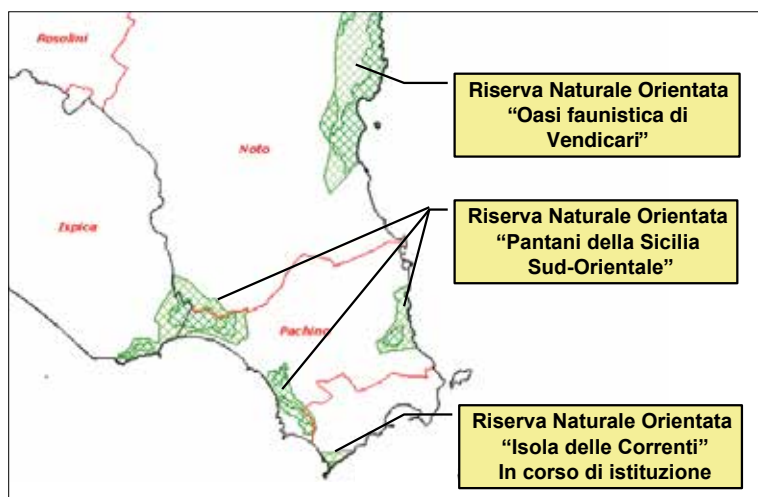 Rosolini
Riserva Naturale Orientata
“Oasi faunistica di
Vendicari”
Noto
Ispica
Riserva Naturale Orientata
“Pantani della Sicilia
Sud-Orientale”
Pachino
Riserva Naturale Orientata
“Isola delle Correnti”
In corso di istituzione